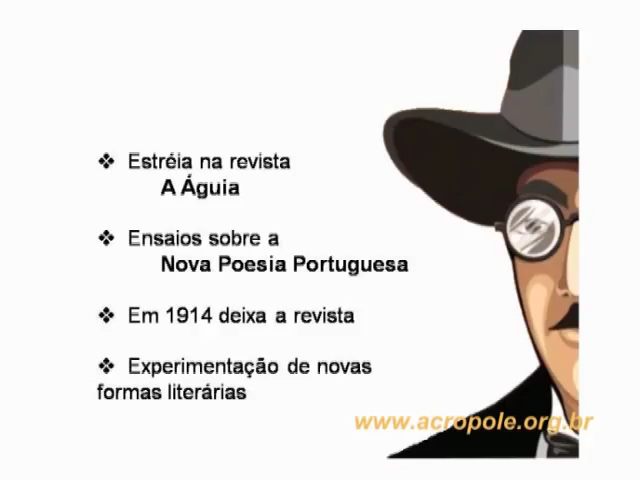 ❖ Estréia na revista
A Águia
❖ Ensaios sobre a
Nova Poesia Portuguesa
❖ Em 1914 deixa a revista
❖ Experimentação de novas
formas literárias
www.acropole.org.br